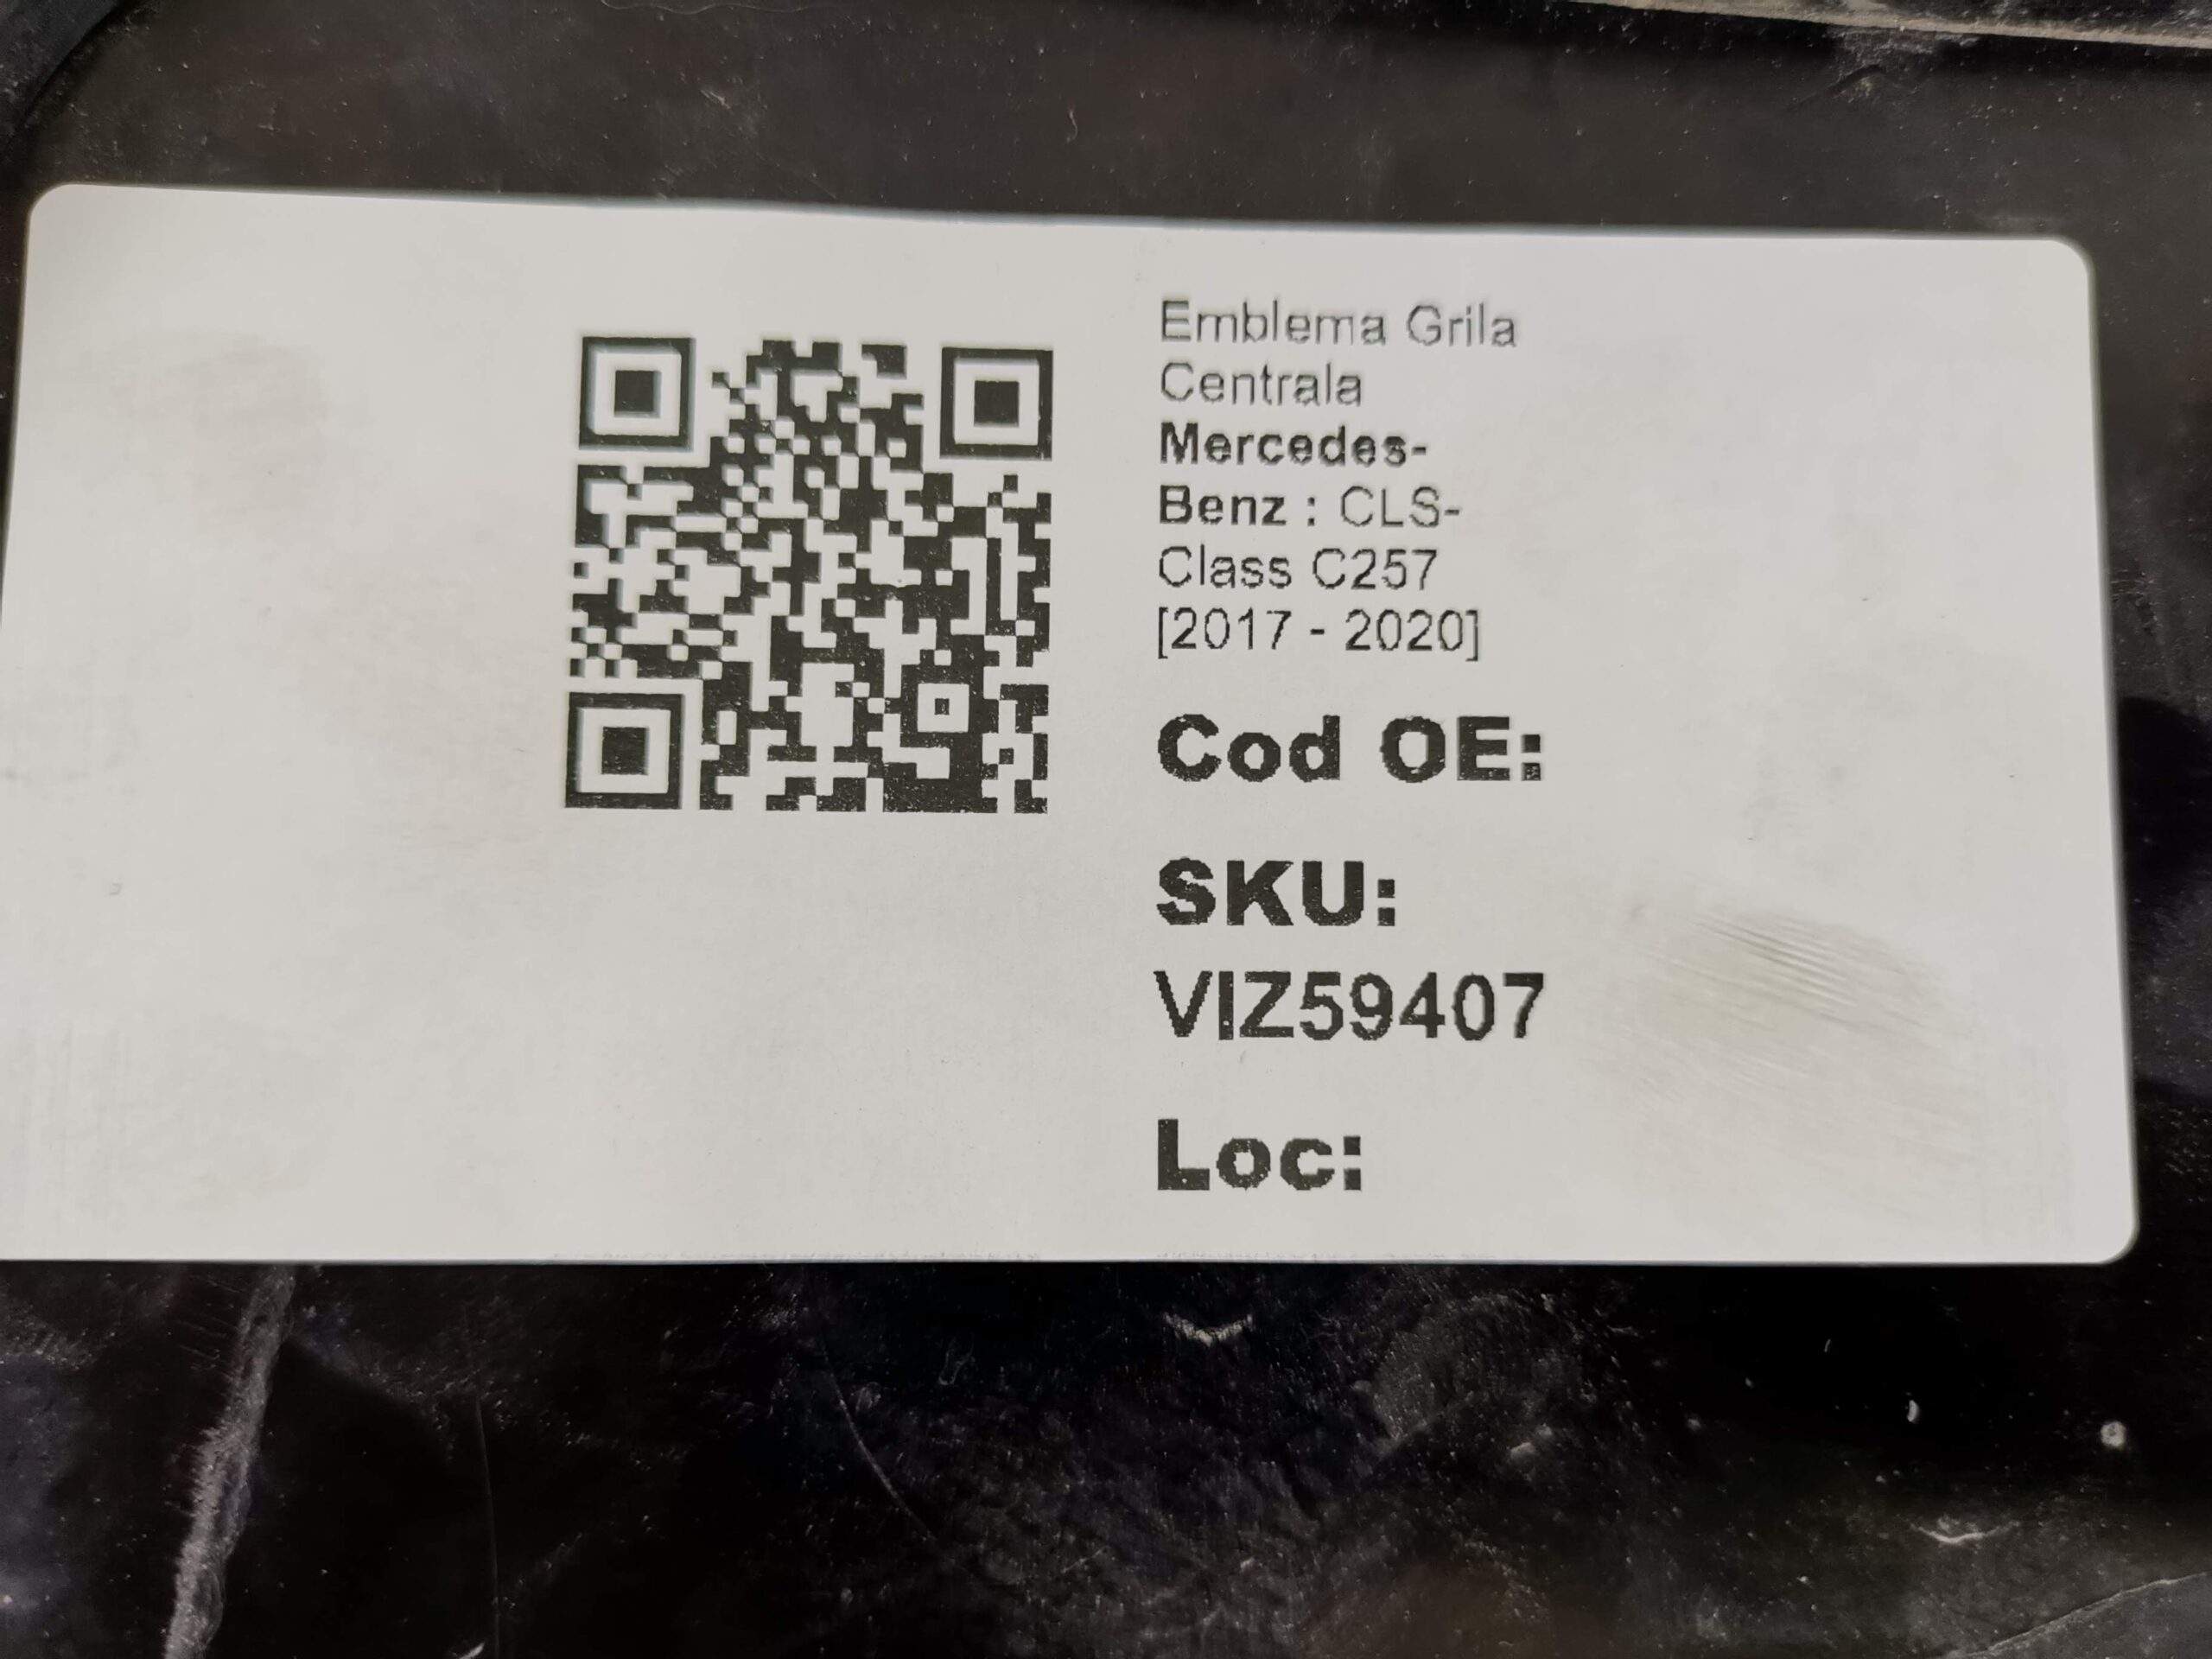 Emblema Grila
Centrala
Mercedes-
Benz : CLS-
Class C257
[2017 - 2020]
Cod OE:
SKU:
VIZ59407
Loc: